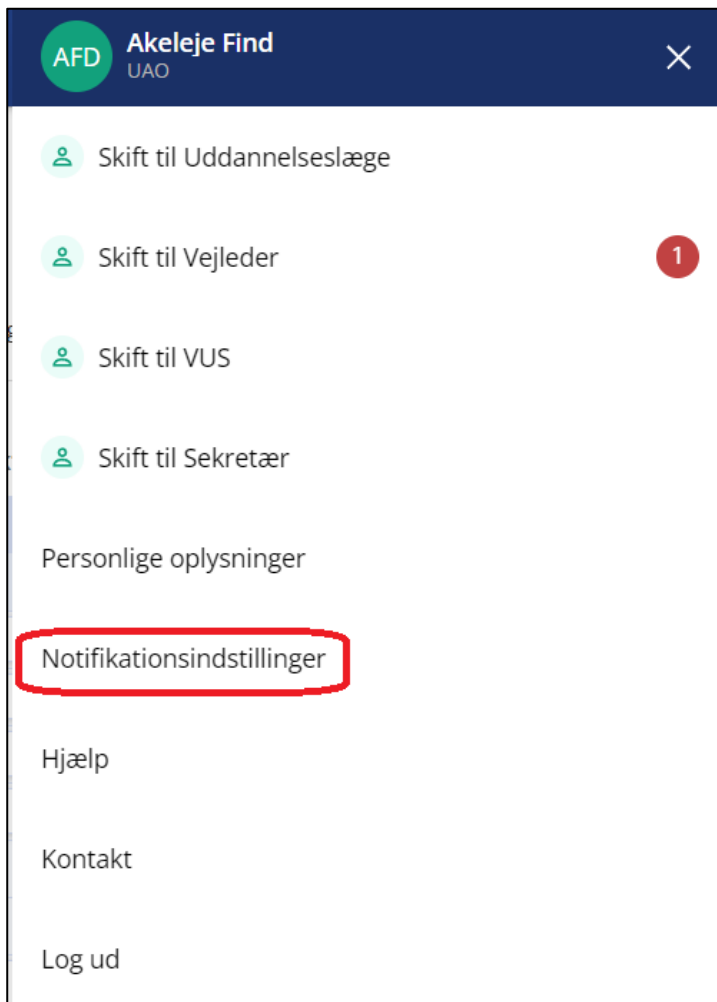 AFD
Akeleje Find
UAO
Skift til Uddannelseslæge
Skift til Vejleder
1
Skift til VUS
Skift til Sekretær
Personlige oplysninger
Notifikationsindstillinger
Hjælp
Kontakt
Log ud